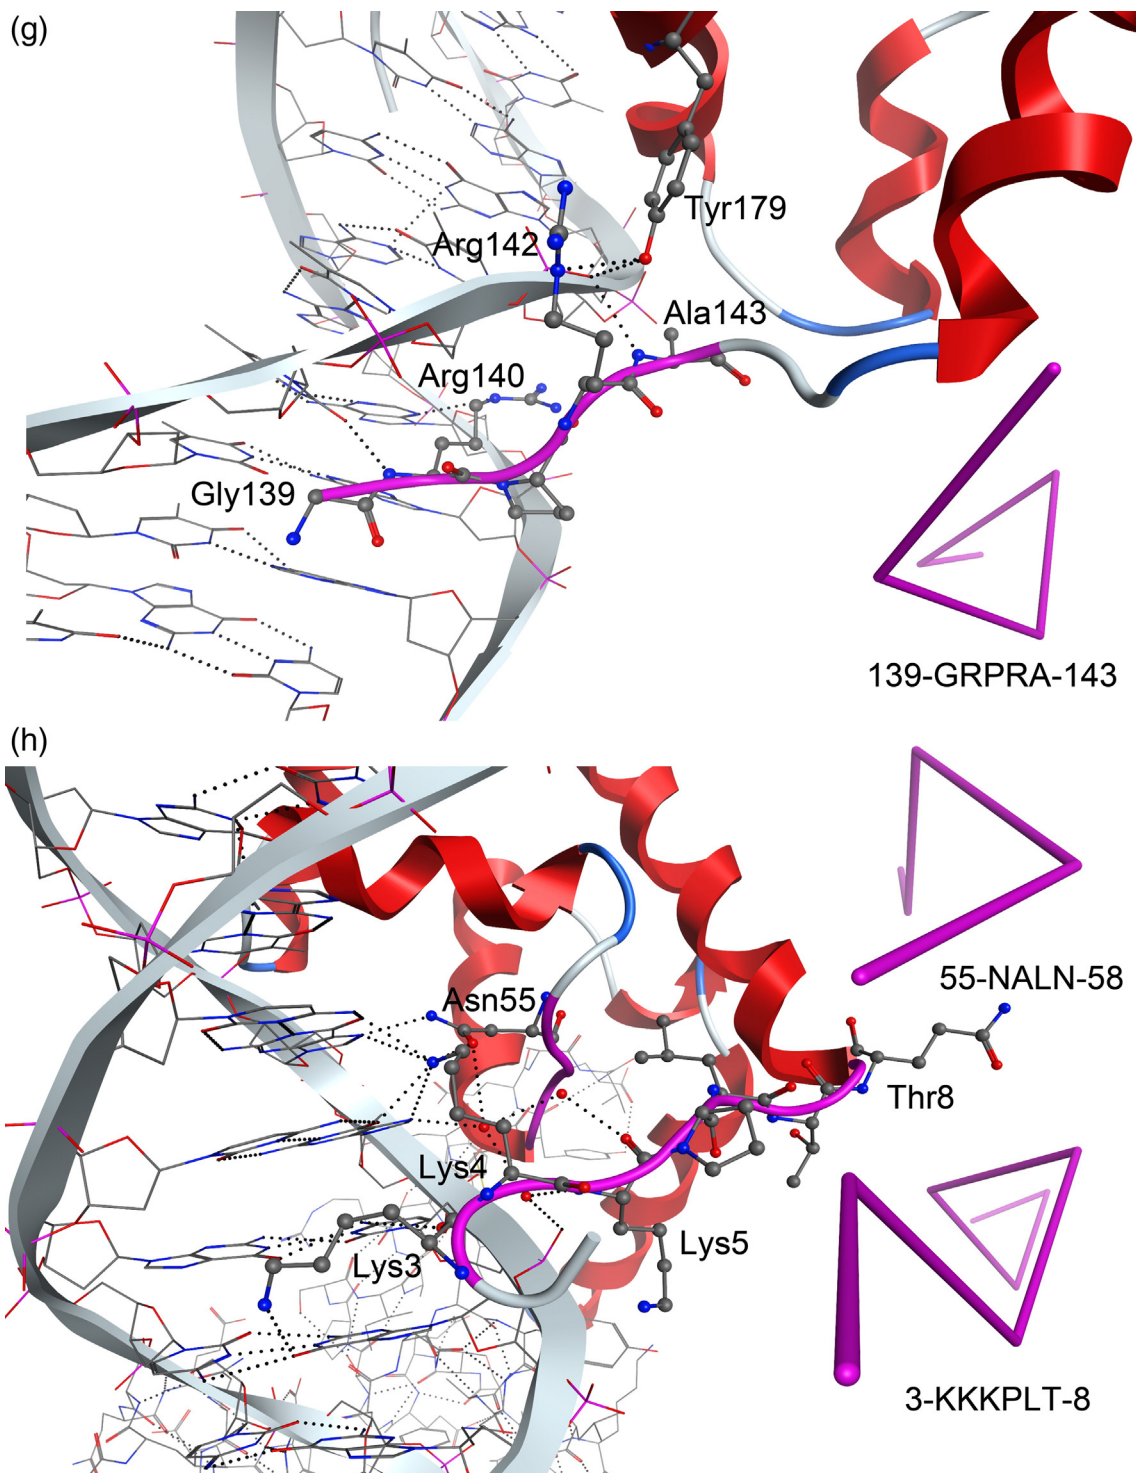 (g)
Tyr179
Arg142
Ala143
Arg140
Gly139
139-GRPRA-143
(h)
55-NALN-58
Asn55
Thr8
Lys4
Lys5
Lys3
3-KKKPLT-8